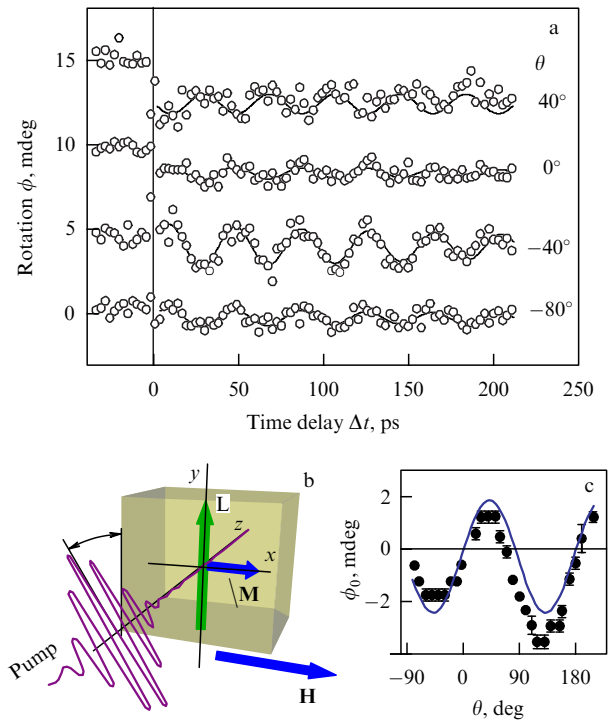 a
Rotation ϕ, mdeg
15
10
5
0
θ
40°
0°
−40°
−80°
0
50
100
150
200
250
Time delay Δt, ps
b
y
L
z
x
M
Pump
H
c
ϕ₀, mdeg
2
0
−2
−90
0
90
180
θ, deg